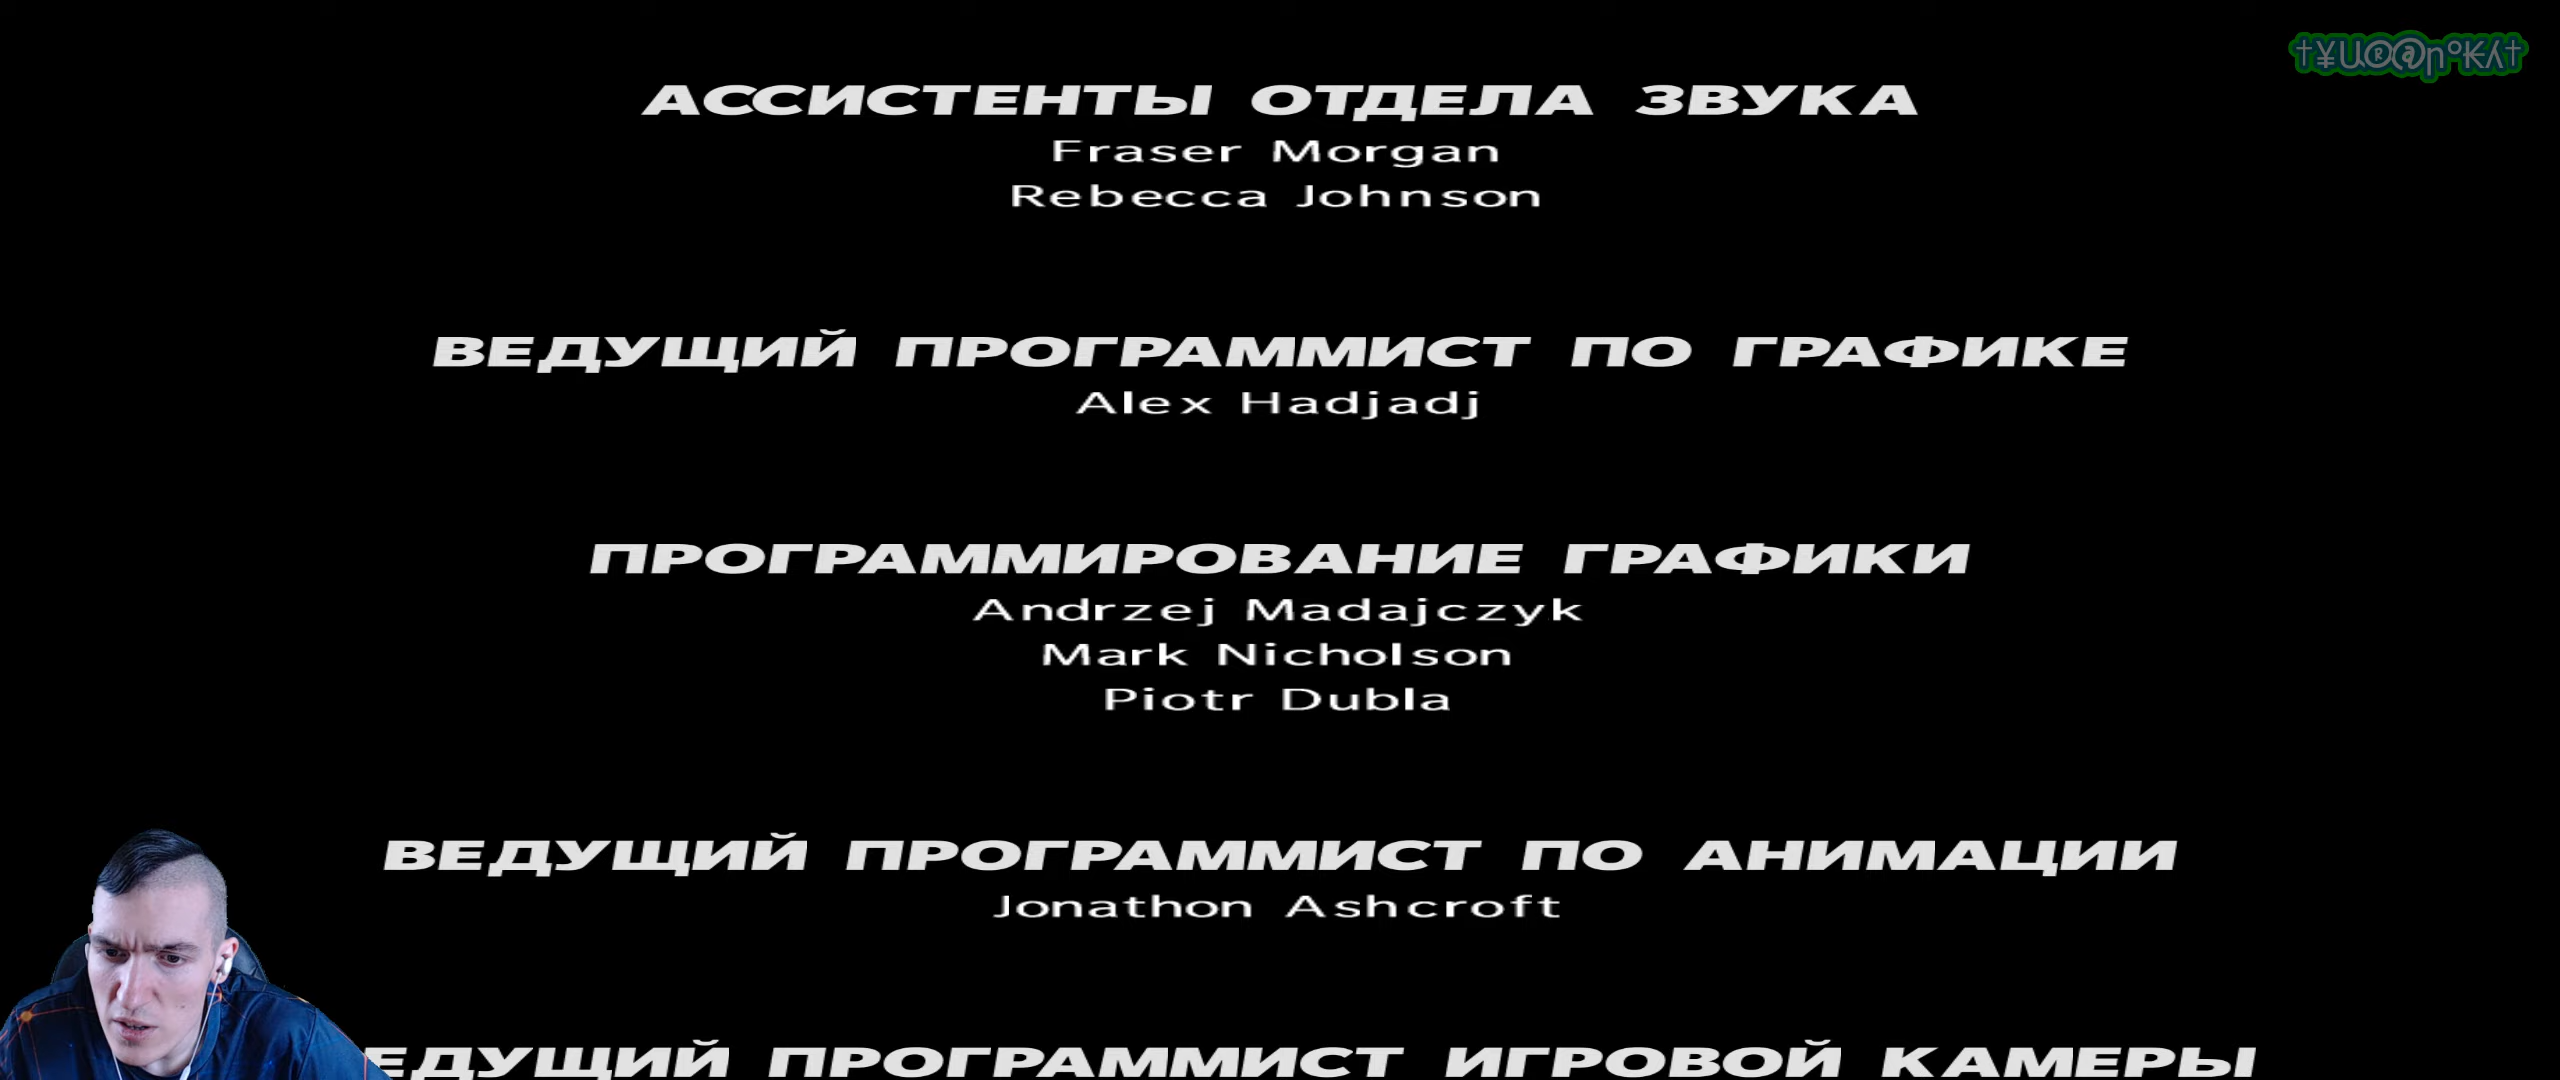 АССИСТЕНТЫ ОТДЕЛА ЗВУКА
Fraser Morgan
Rebecca Johnson
ВЕДУЩИЙ ПРОГРАММИСТ ПО ГРАФИКЕ
Alex Hadjadj
ПРОГРАММИРОВАНИЕ ГРАФИКИ
Andrzej Madajczyk
Mark Nicholson
Piotr Dubla
ВЕДУЩИЙ ПРОГРАММИСТ ПО АНИМАЦИИ
Jonathon Ashcroft
ЕДУЩИЙ ПРОГРАММИСТ ИГРОВОЙ КАМЕРЫ